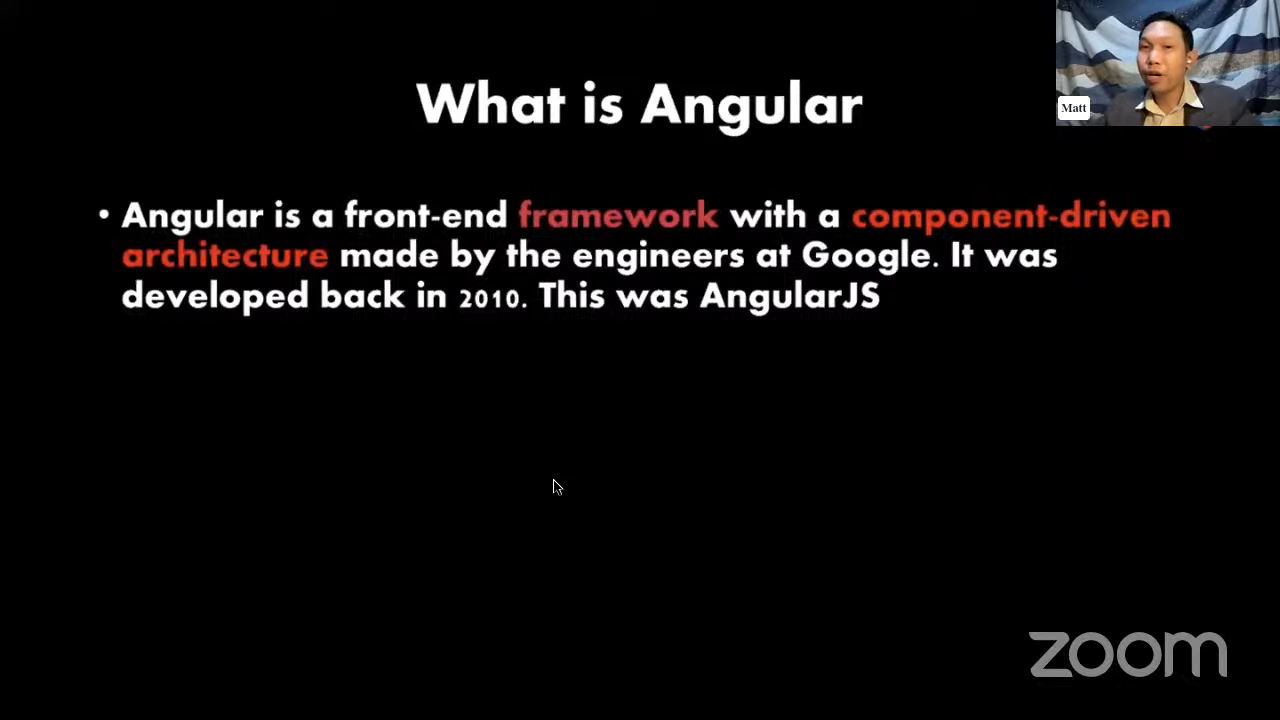 What is Angular
Matt
• Angular is a front-end framework with a component-driven
architecture made by the engineers at Google. It was
developed back in 2010. This was AngularJS
zoom